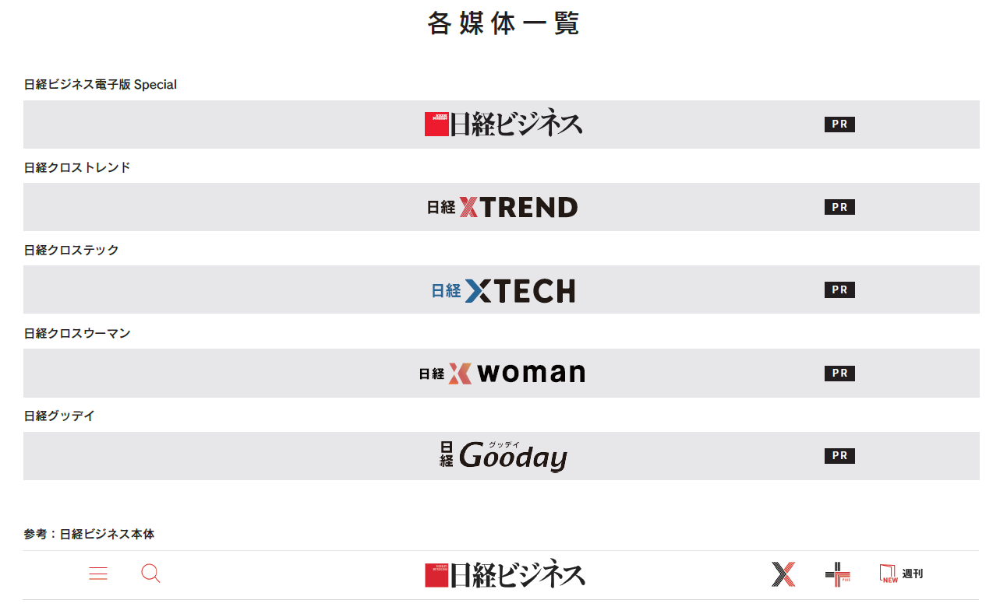 各媒体一覧
日経ビジネス電子版 Special
日経ビジネス
PR
日経クロストレンド
日経 XTREND
PR
日経クロステック
日経 XTECH
PR
日経クロスウーマン
日経 X woman
PR
日経グッデイ
日経 Gooday
グッデイ
PR
参考：日経ビジネス本体
日経ビジネス
X
NEW 週刊